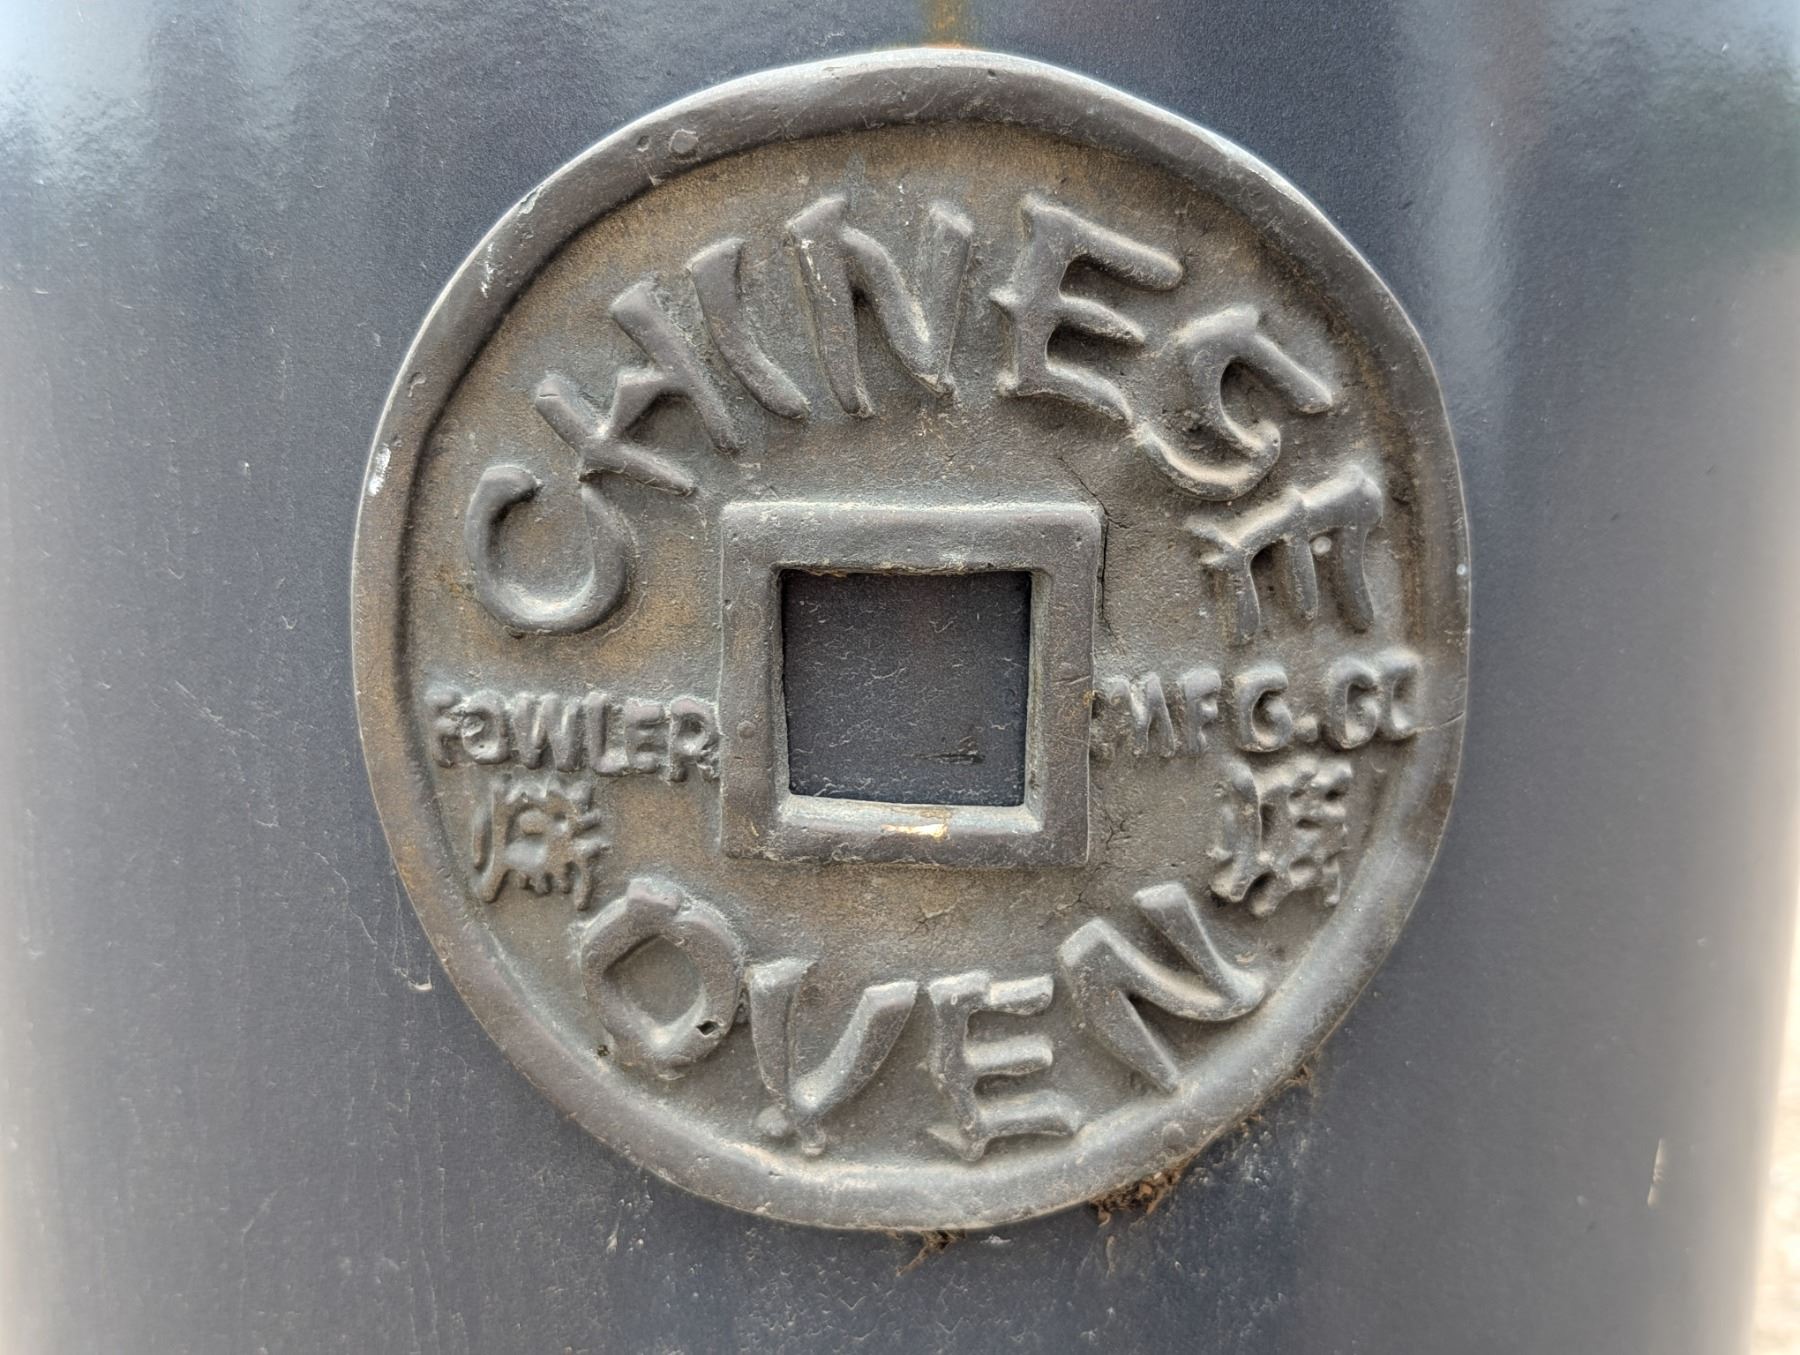 CHINESE
FOWLER MFG. CO
OVEN